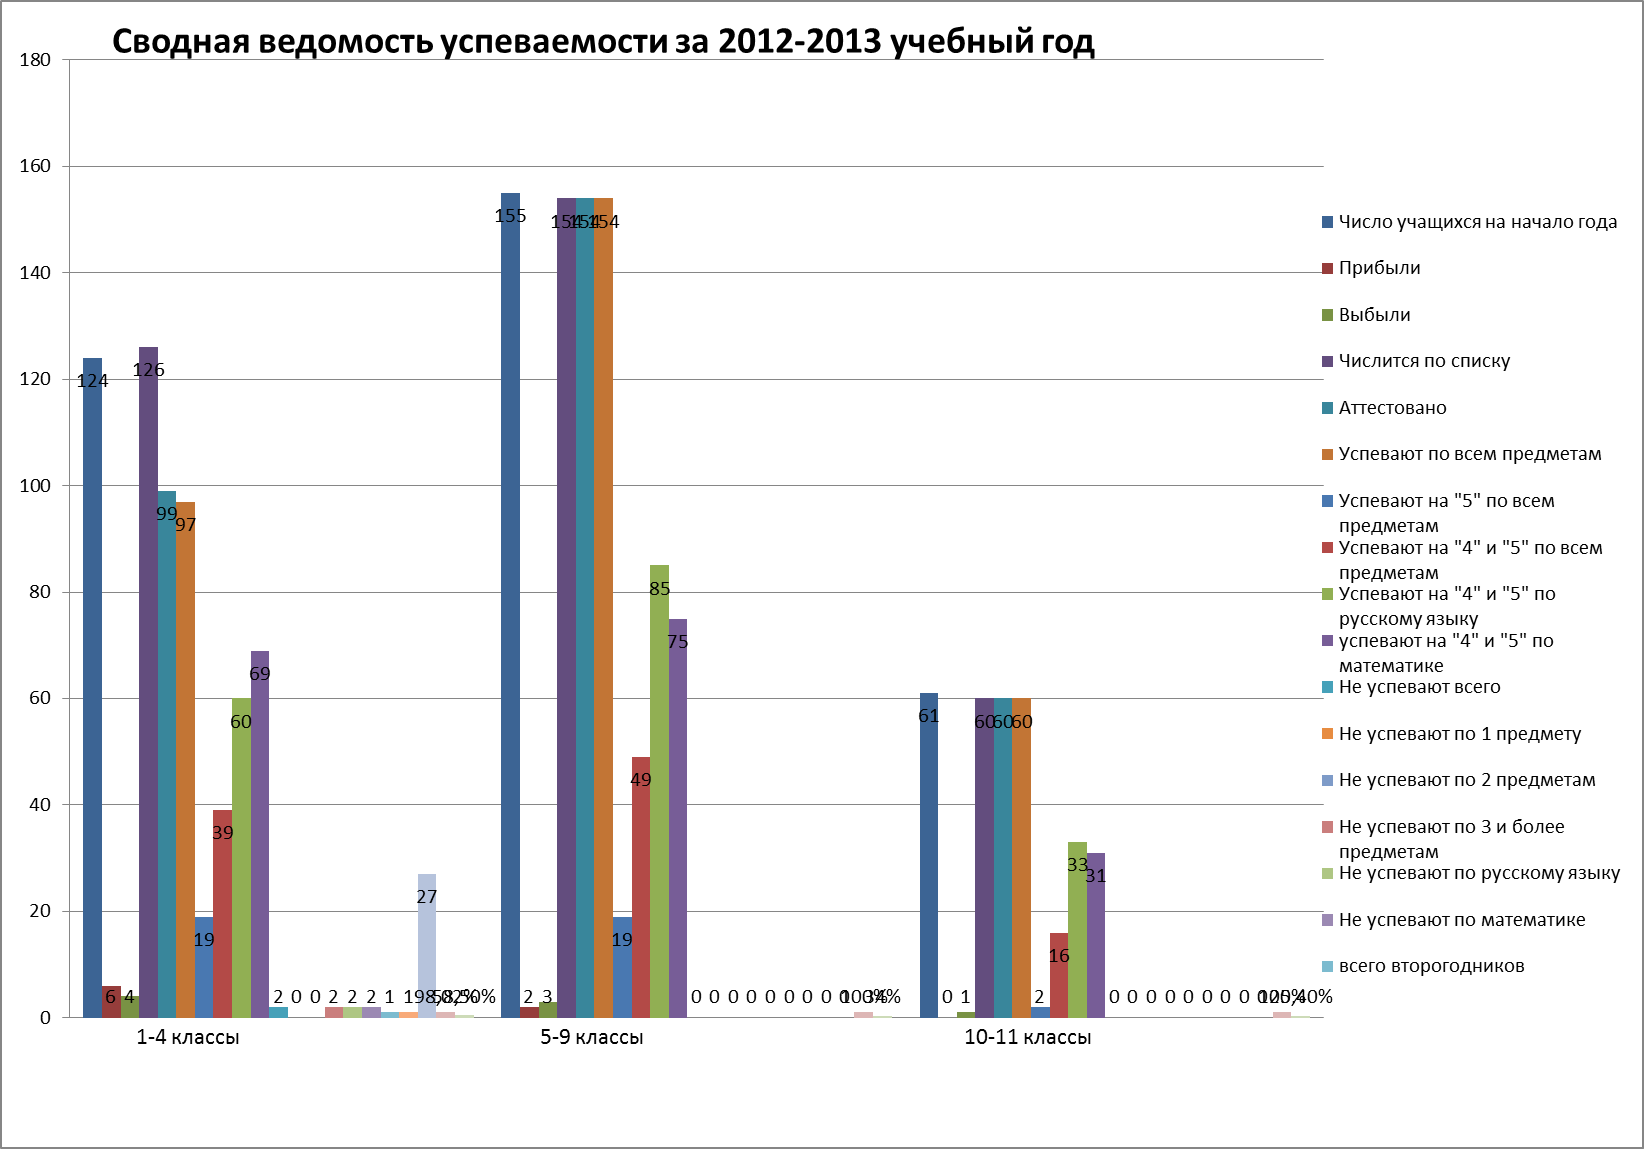 Сводная ведомость успеваемости за 2012-2013 учебный год
180
160
140
120
100
80
60
40
20
0
124
6
4
126
99
97
19
39
60
69
2
0
0
2
2
2
1
1
27
155
2
3
154
154
154
19
49
85
75
0
0
0
0
0
0
0
0
0
100%
34%
61
0
1
60
60
60
2
16
33
31
0
0
0
0
0
0
0
0
0
1-4 классы
5-9 классы
10-11 классы
Число учащихся на начало года
Прибыли
Выбыли
Числится по списку
Аттестовано
Успевают по всем предметам
Успевают на "5" по всем
предметам
Успевают на "4" и "5" по всем
предметам
Успевают на "4" и "5" по
русскому языку
успевают на "4" и "5" по
математике
Не успевают всего
Не успевают по 1 предмету
Не успевают по 2 предметам
Не успевают по 3 и более
предметам
Не успевают по русскому языку
Не успевают по математике
всего второгодников